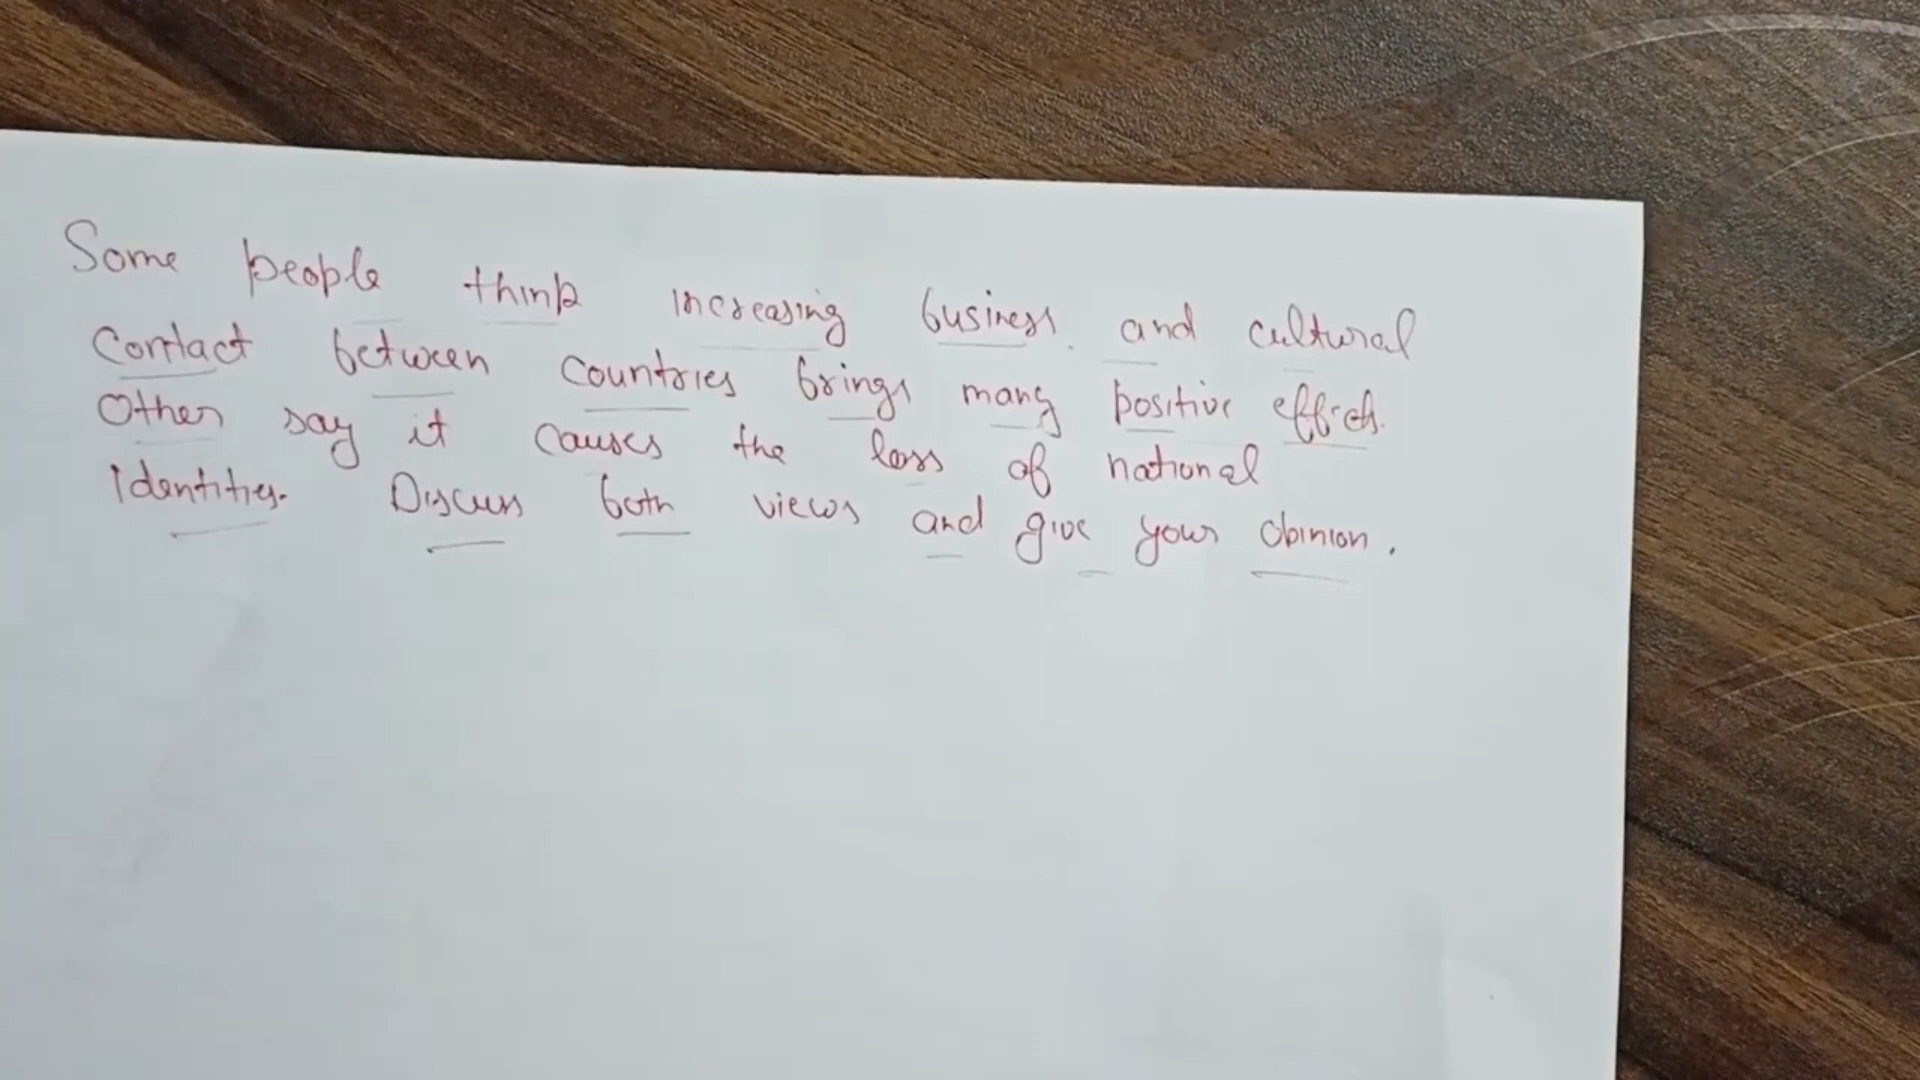 Some people think increasing business and cultural
Contact between Countries brings many positive effects.
Other say it causes the loss of national
Identities. Discuss both views and give your opinion.